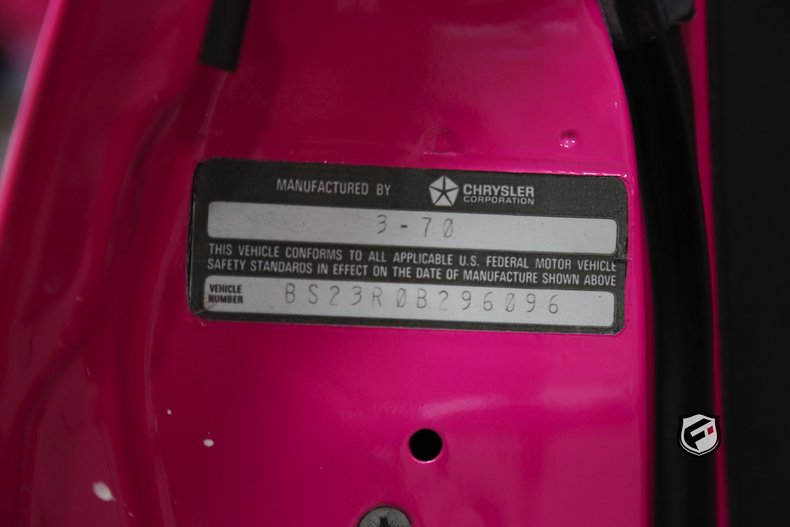 MANUFACTURED BY CHRYSLER CORPORATION
3-70
THIS VEHICLE CONFORMS TO ALL APPLICABLE U.S. FEDERAL MOTOR VEHICLE
SAFETY STANDARDS IN EFFECT ON THE DATE OF MANUFACTURE SHOWN ABOVE
VEHICLE NUMBER BS23R0B296096